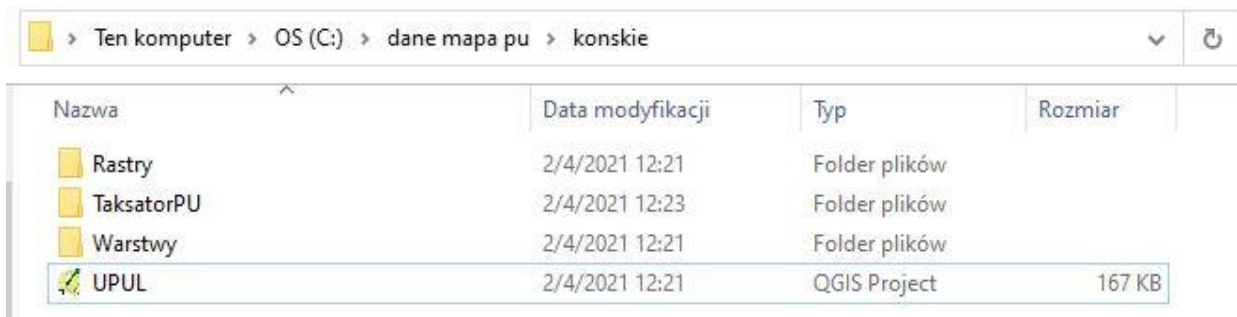 Ten komputer > OS (C:) > dane mapa pu > konskie
Nazwa Data modyfikacji Typ Rozmiar
Rastry 2/4/2021 12:21 Folder plików
TaksatorPU 2/4/2021 12:23 Folder plików
Warstwy 2/4/2021 12:21 Folder plików
UPUL 2/4/2021 12:21 QGIS Project 167 KB